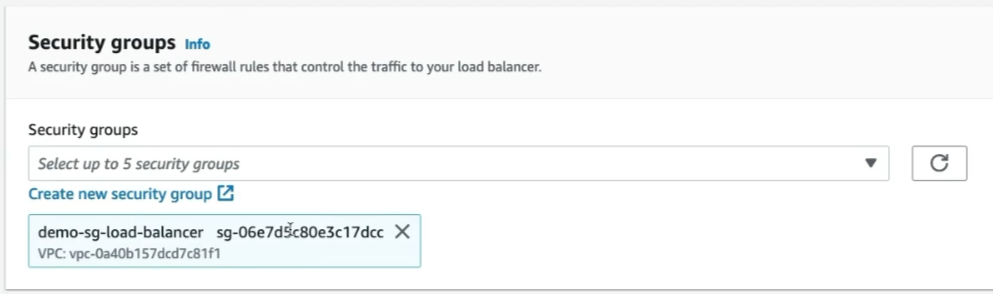 Security groups Info
A security group is a set of firewall rules that control the traffic to your load balancer.
Security groups
Select up to 5 security groups
Create new security group
demo-sg-load-balancer sg-06e7d5c80e3c17dcc
VPC: vpc-0a40b157dcd7c81f1